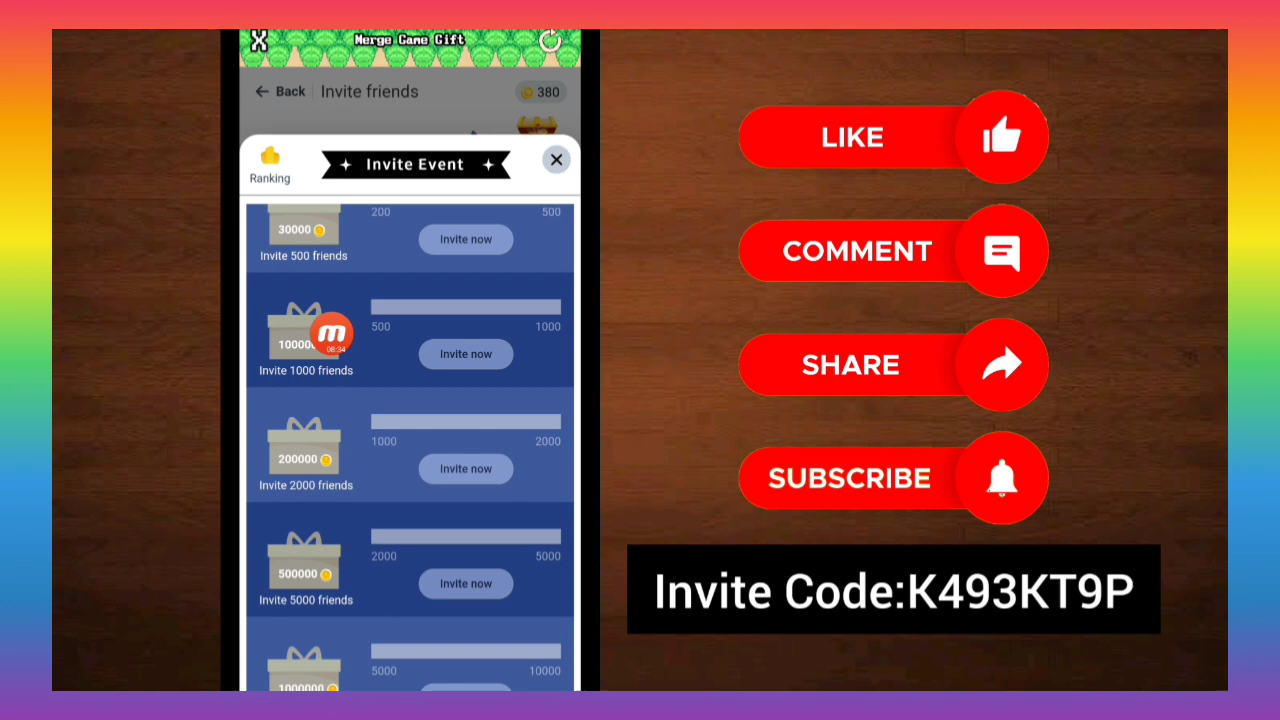 X
Merge Game Gift
Back
Invite friends
380
Ranking
Invite Event
30000
200
500
Invite now
Invite 500 friends
500
1000
Invite now
m
08:34
Invite 1000 friends
200000
1000
2000
Invite now
Invite 2000 friends
500000
2000
5000
Invite now
Invite 5000 friends
1000000
5000
10000
LIKE
COMMENT
SHARE
SUBSCRIBE
Invite Code:K493KT9P